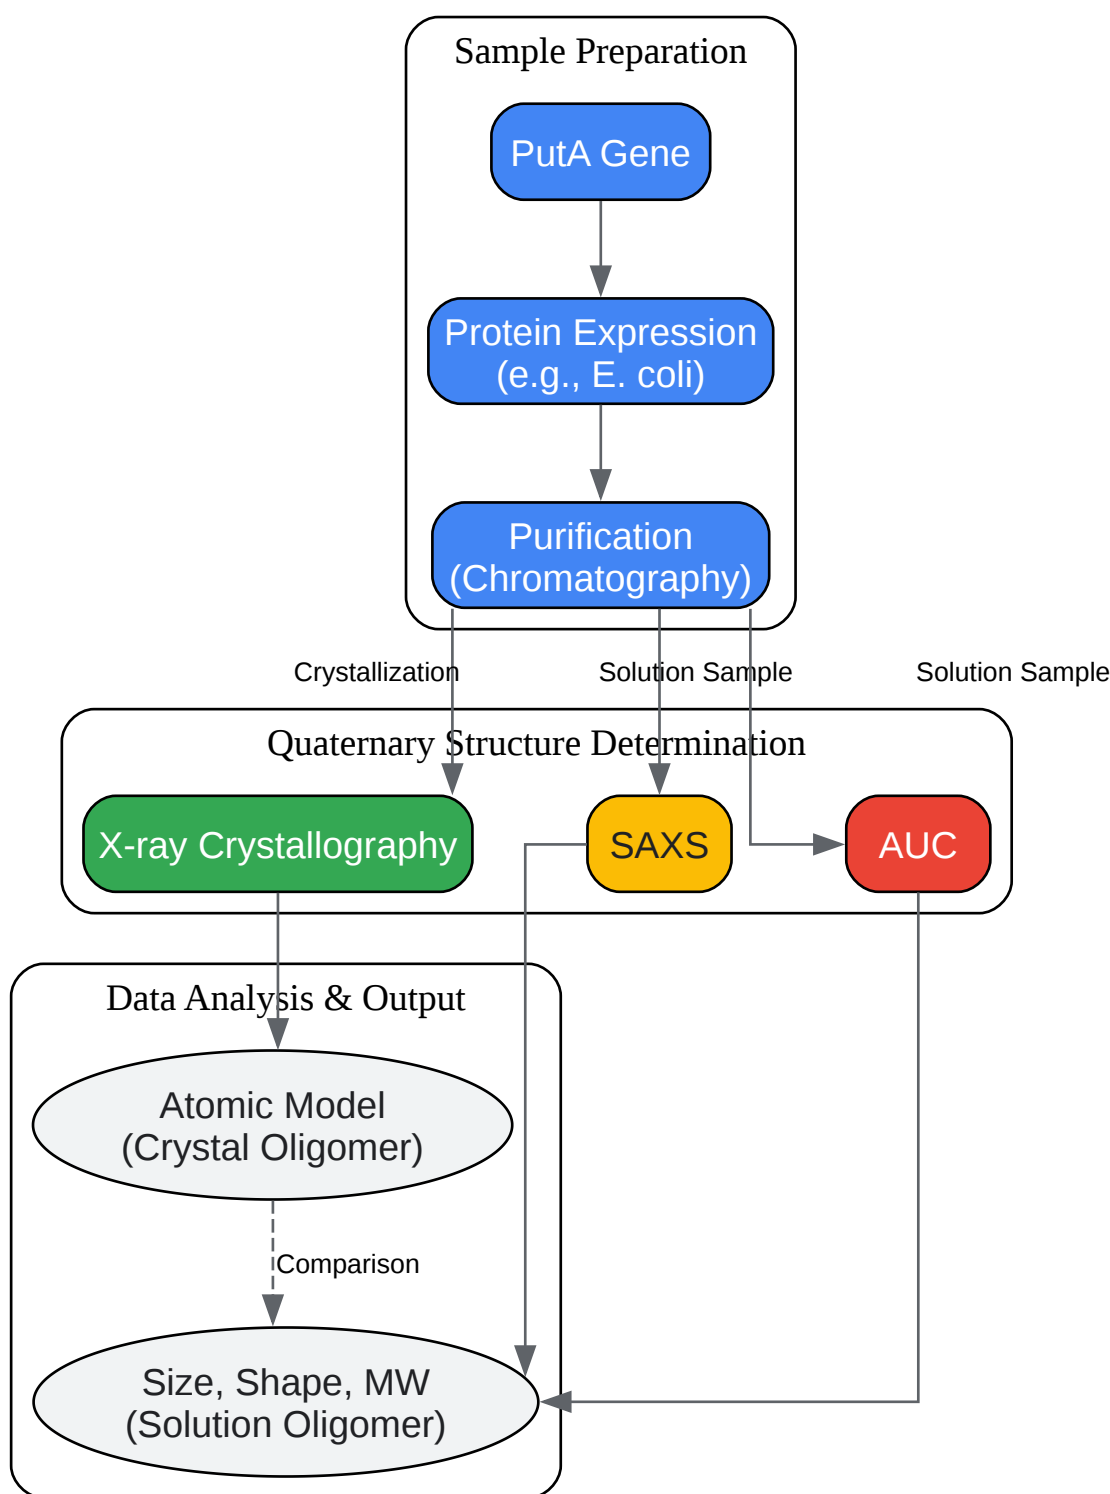 Sample Preparation
PutA Gene
Protein Expression
(e.g., E. coli)
Purification
(Chromatography)
Crystallization
Solution Sample
Solution Sample
Quaternary Structure Determination
X-ray Crystallography
SAXS
AUC
Data Analysis & Output
Atomic Model
(Crystal Oligomer)
Comparison
Size, Shape, MW
(Solution Oligomer)